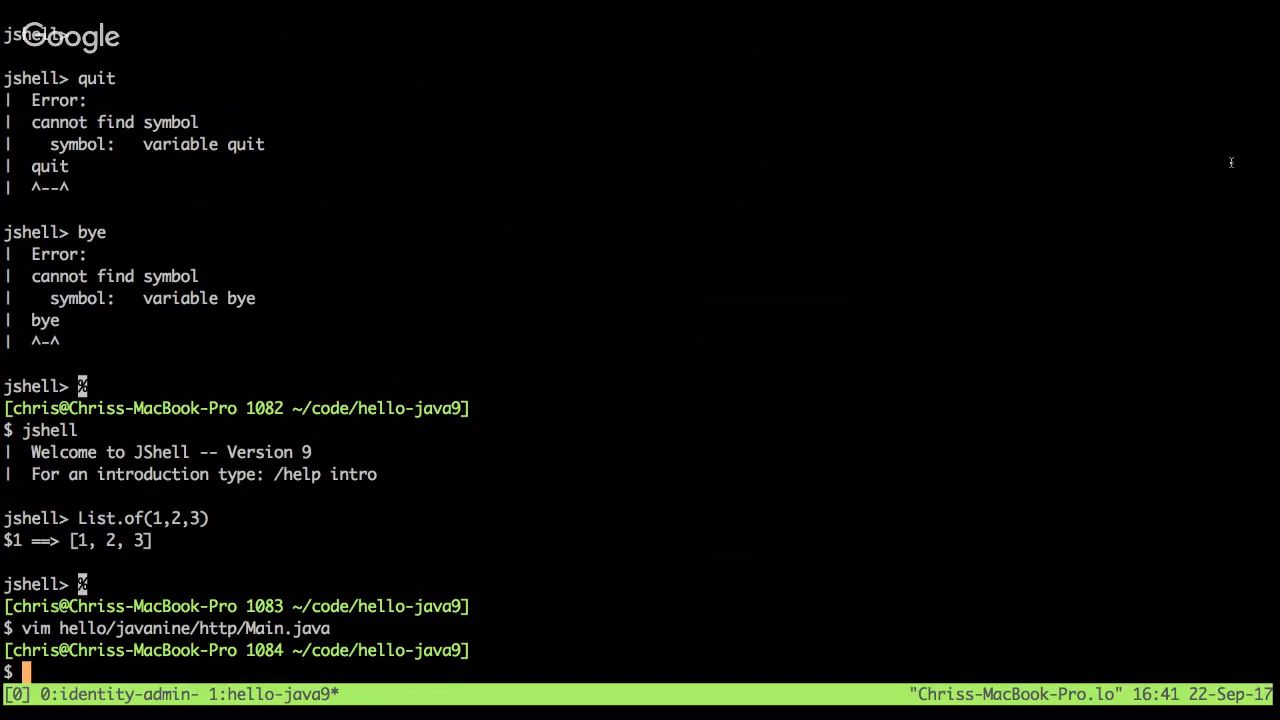 jshell>
Google
jshell> quit
|  Error:
|  cannot find symbol
|    symbol:   variable quit
|  quit
|  ^--^
jshell> bye
|  Error:
|  cannot find symbol
|    symbol:   variable bye
|  bye
|  ^-^
jshell> %
[chris@Chriss-MacBook-Pro 1082 ~/code/hello-java9]
$ jshell
|  Welcome to JShell -- Version 9
|  For an introduction type: /help intro
jshell> List.of(1,2,3)
$1 ==> [1, 2, 3]
jshell> %
[chris@Chriss-MacBook-Pro 1083 ~/code/hello-java9]
$ vim hello/javanine/http/Main.java
[chris@Chriss-MacBook-Pro 1084 ~/code/hello-java9]
$
[0] 0:identity-admin- 1:hello-java9* "Chriss-MacBook-Pro.lo" 16:41 22-Sep-17